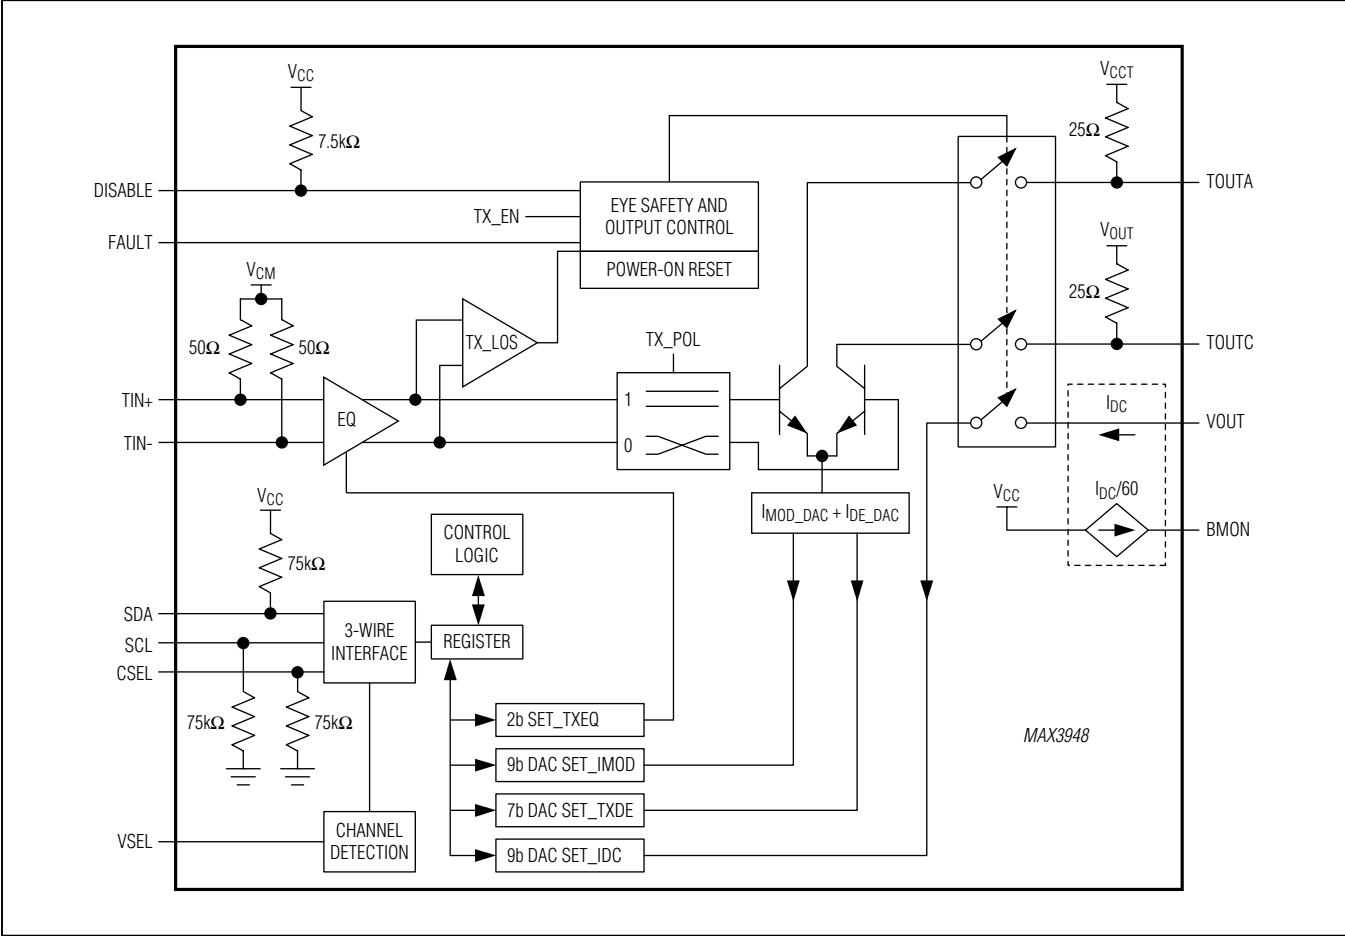 VCC
7.5kΩ
DISABLE
TX_EN
FAULT
EYE SAFETY AND
OUTPUT CONTROL
POWER-ON RESET
VCCT
25Ω
TOUTA
VOUT
25Ω
TOUTC
VCM
50Ω
50Ω
TX_LOS
TX_POL
TIN+
TIN-
EQ
1
0
IDC
VOUT
VCC
IDC/60
BMON
IMOD_DAC + IDE_DAC
VCC
75kΩ
CONTROL
LOGIC
SDA
SCL
CSEL
3-WIRE
INTERFACE
REGISTER
75kΩ
75kΩ
2b SET_TXEQ
9b DAC SET_IMOD
7b DAC SET_TXDE
9b DAC SET_IDC
MAX3948
VSEL
CHANNEL
DETECTION